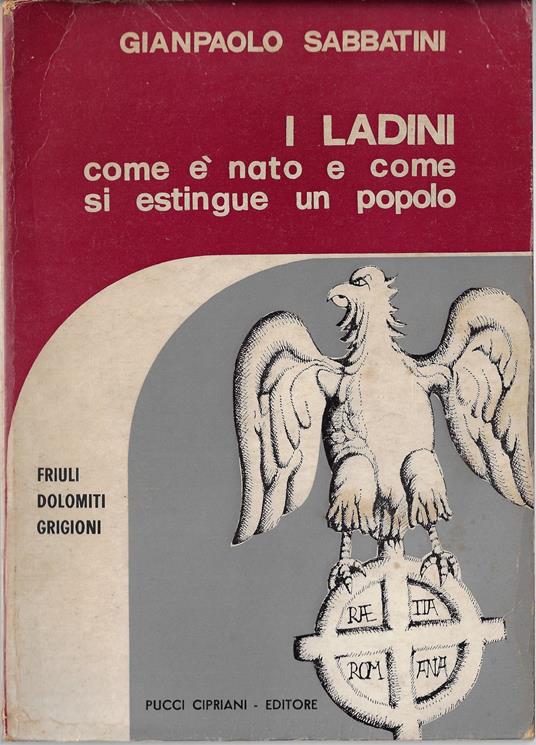 GIANPAOLO SABBATINI
I LADINI
come è nato e come
si estingue un popolo
FRIULI
DOLOMITI
GRIGIONI
RÆ TIA
ROM ANA
PUCCI CIPRIANI - EDITORE